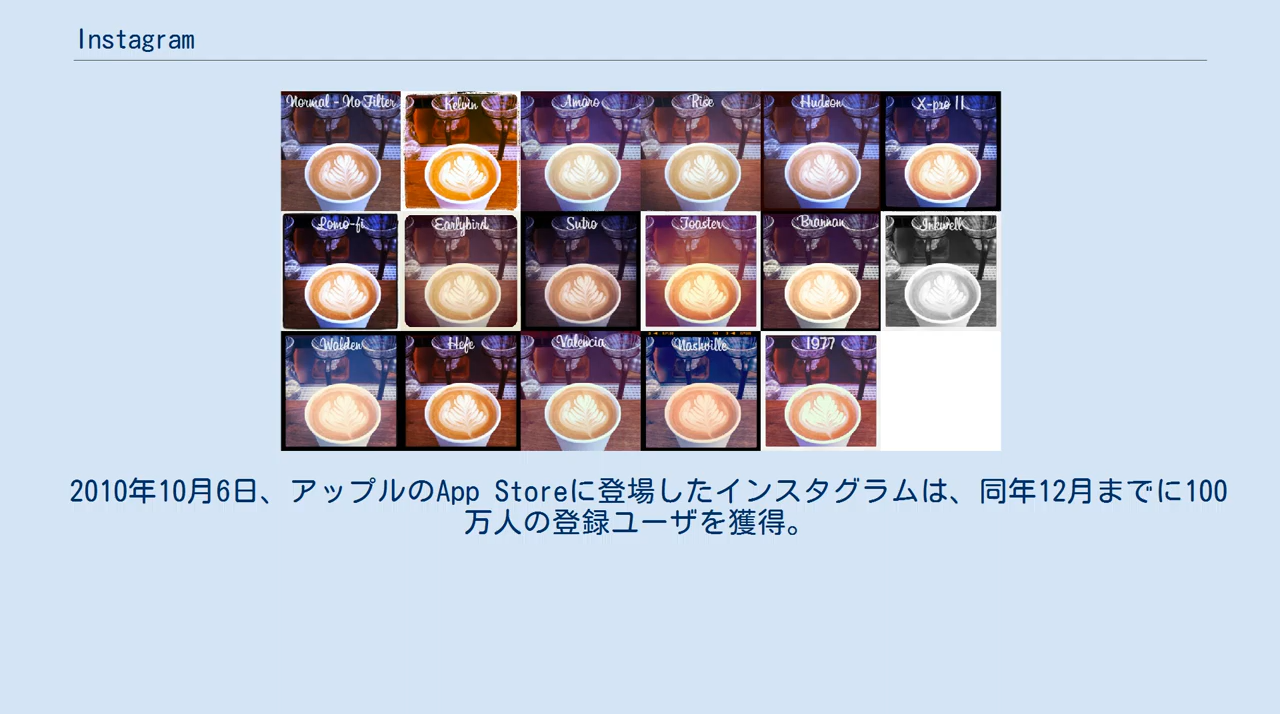 Instagram
Normal - No Filter Kelvin Amaro Rise Hudson X-pro II
Lomo-fi Earlybird Sutro Toaster Brannan Inkwell
Walden Hefe Valencia Nashville 1977
2010年10月6日、アップルのApp Storeに登場したインスタグラムは、同年12月までに100
万人の登録ユーザを獲得。